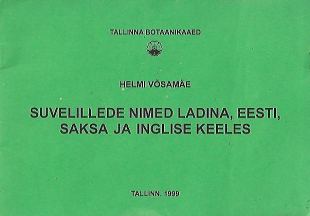 TALLINNA BOTAANIKAAED
HELMI VÕSAMÄE
SUVELILLEDE NIMED LADINA, EESTI,
SAKSA JA INGLISE KEELES
TALLINN. 1999